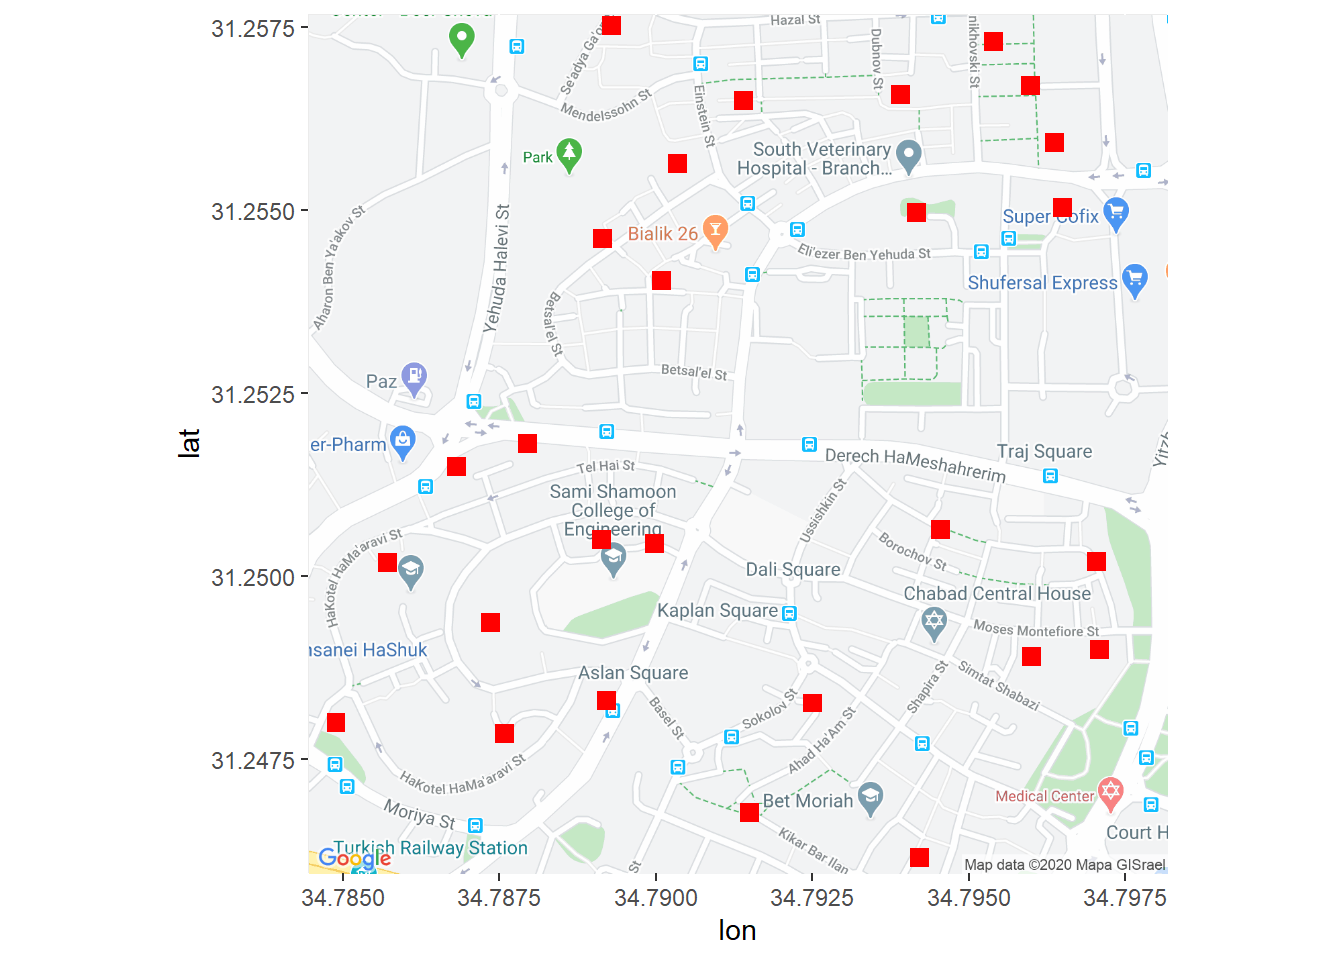 31.2575
31.2550
31.2525
31.2500
31.2475
lat
Hazal St
Dubnov St
Se'adya Ga'o
Mendelssohn St
Einstein St
Park
South Veterinary
Hospital - Branch...
Aharon Ben Ya'akov St
Yehuda Halevi St
Bialik 26
Super Cofix
Eli'ezer Ben Yehuda St
Shufersal Express
Betsal'el St
Betsal'el St
Paz
er-Pharm
Derech HaMeshahrerim
Traj Square
Yitzh
Tel Hai St
Sami Shamoon
College of
Engineering
Ussishkin St
HaKotel HaMa'aravi St
Borochov St
Dali Square
Chabad Central House
Kaplan Square
Moses Montefiore St
asanei HaShuk
Aslan Square
Simtat Shabazi
Shapira St
Basel St
Sokolov St
Ahad Ha'Am St
HaKotel HaMa'aravi St
Moriya St
Bet Moriah
Medical Center
Kikar Bar Ilan
Court H
Turkish Railway Station
Google
St
Map data ©2020 Mapa GISrael
34.7850
34.7875
34.7900
34.7925
34.7950
34.7975
lon